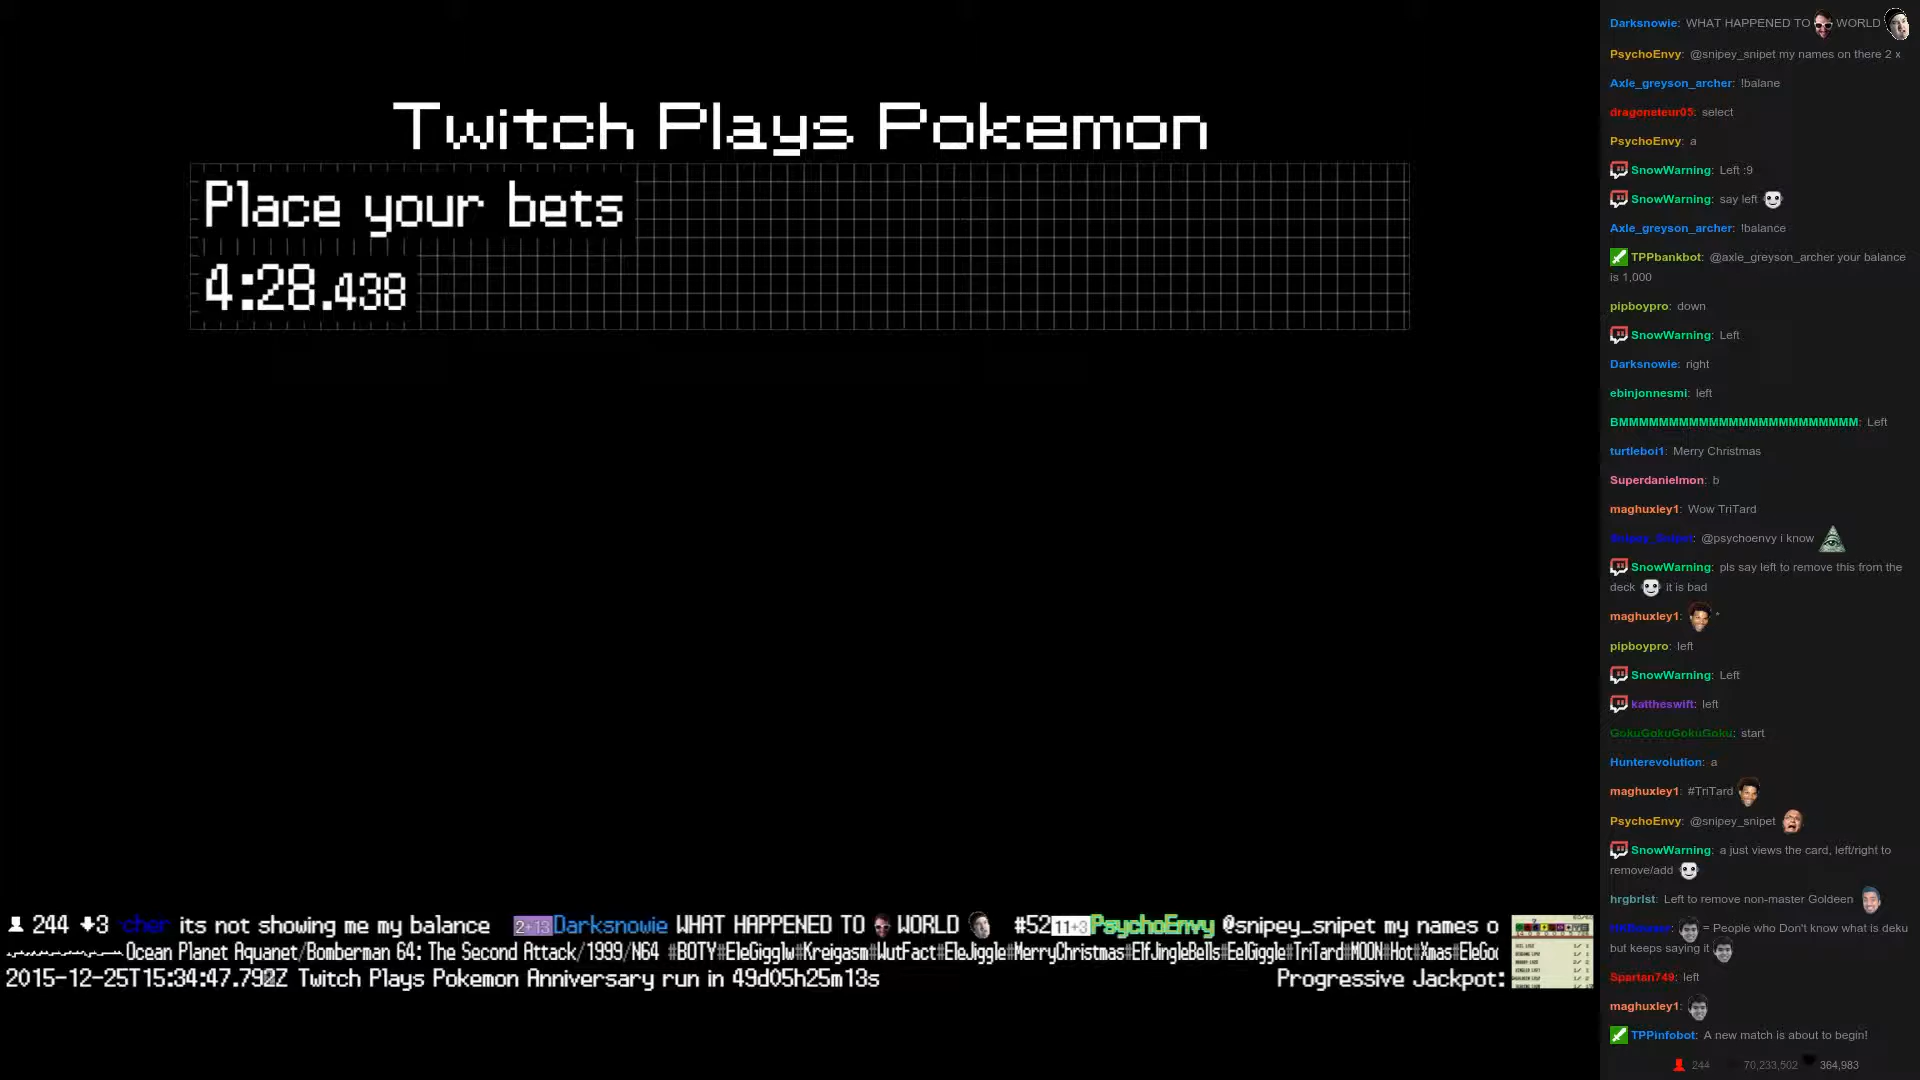 Twitch Plays Pokemon
Place your bets
4:28.438
244 3 cher its not showing me my balance 2+13 Darksnowie WHAT HAPPENED TO WORLD #52 11+3 PsychoEnvy @snipey_snipet my names o
Ocean Planet Aquanet/Bomberman 64: The Second Attack/1999/N64 #BOTY#EleGigglw#Kreigasm#WutFact#EleJiggle#MerryChristmas#ElfJingleBells#EelGiggle#TriTard#MOON#Hot#Xmas#EleGoo
Twitch Plays Pokemon Anniversary run in 49d05h25m13s
Progressive Jackpot:
Darksnowie: WHAT HAPPENED TO WORLD
PsychoEnvy: @snipey_snipet my names on there 2 x
Axle_greyson_archer: !balane
dragoneteur05: select
PsychoEnvy: a
SnowWarning: Left :9
SnowWarning: say left
Axle_greyson_archer: !balance
TPPbankbot: @axle_greyson_archer your balance
is 1,000
pipboypro: down
SnowWarning: Left
Darksnowie: right
ebinjonnesmi: left
BMMMMMMMMMMMMMMMMMMMMMMMM: Left
turtleboi1: Merry Christmas
Superdanielmon: b
maghuxley1: Wow TriTard
Snipey_Snipet: @psychoenvy i know
SnowWarning: pls say left to remove this from the
deck it is bad
maghuxley1: *
pipboypro: left
SnowWarning: Left
kattheswift: left
GokuGokuGokuGoku: start
Hunterevolution: a
maghuxley1: #TriTard
PsychoEnvy: @snipey_snipet
SnowWarning: a just views the card, left/right to
remove/add
hrgbrlst: Left to remove non-master Goldeen
= People who Don't know what is deku
but keeps saying it
Spartan749: left
maghuxley1:
TPPinfobot: A new match is about to begin!
244 70,233,502 364,983